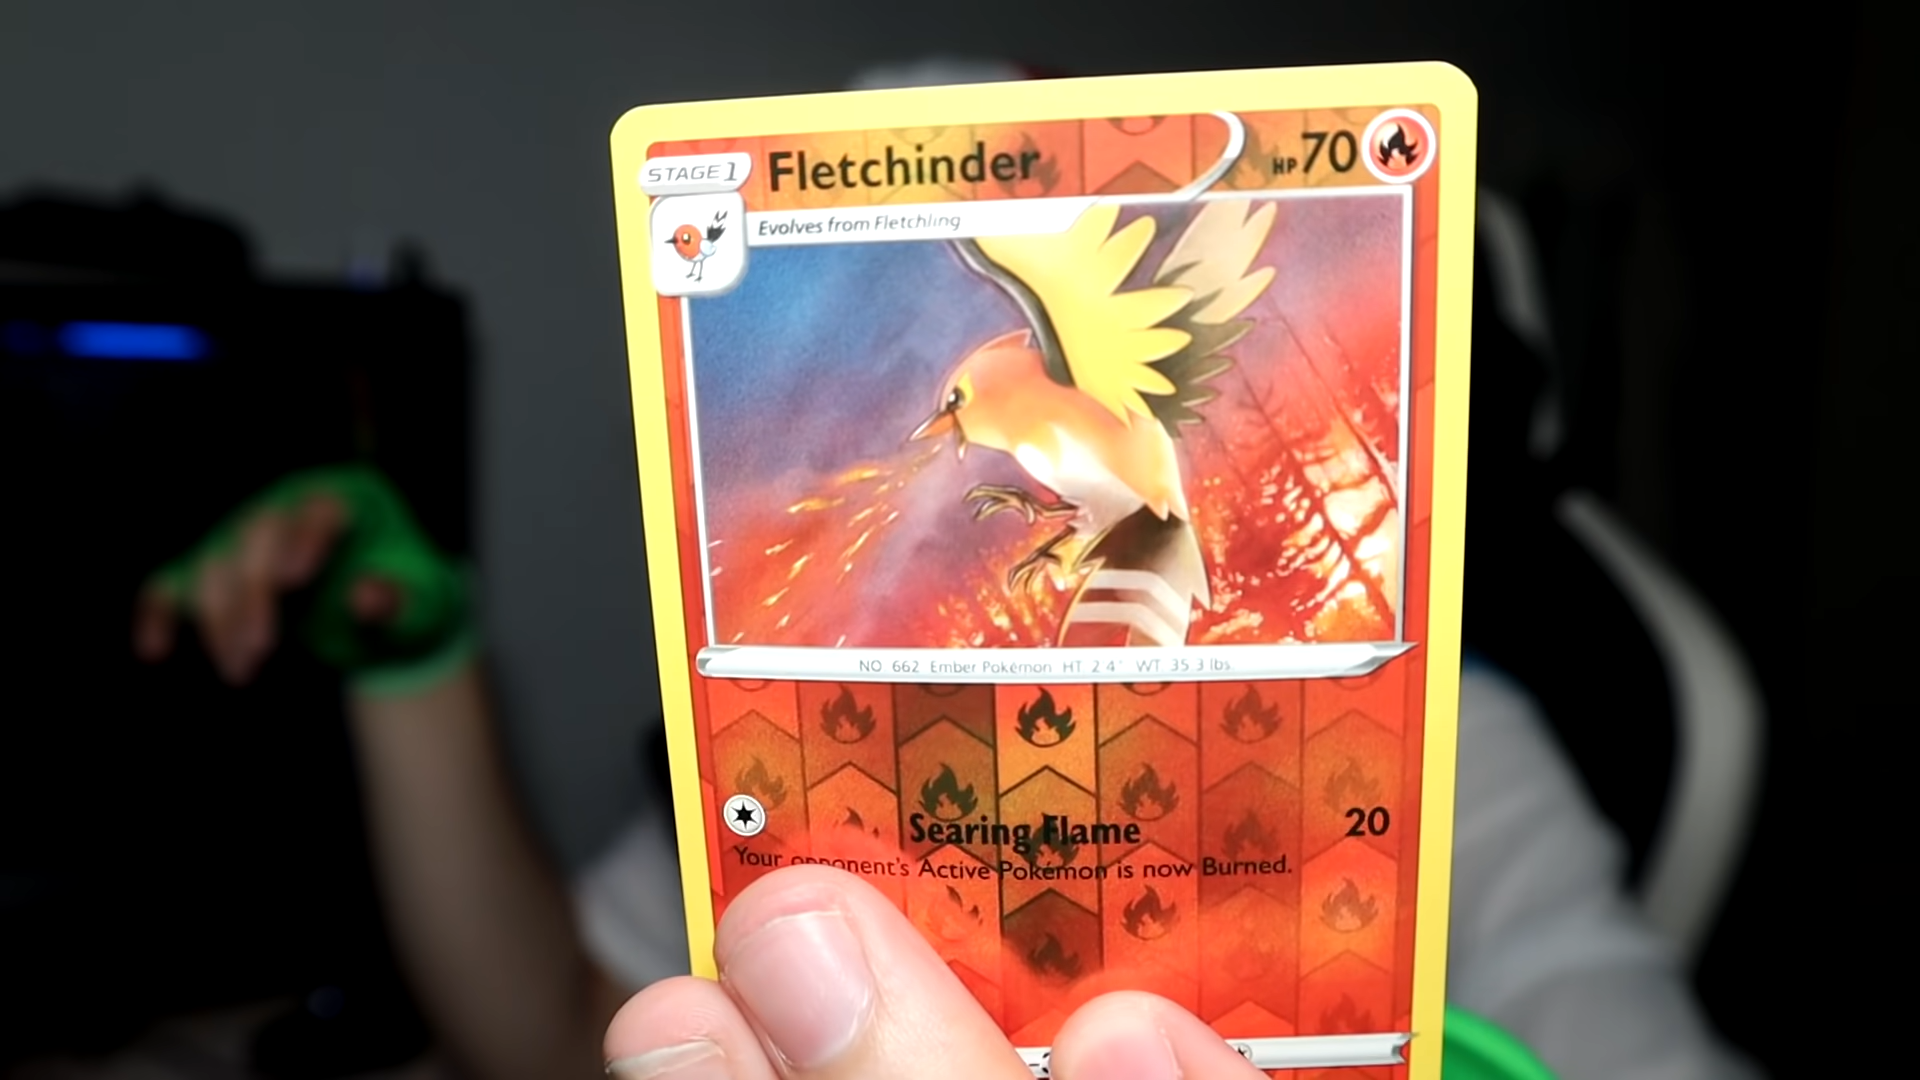 STAGE 1
Fletchinder
HP 70
Evolves from Fletchling
NO 662 Ember Pokémon HT 2'4" WT 35.3 lbs
Searing Flame 20
Your opponent's Active Pokémon is now Burned.